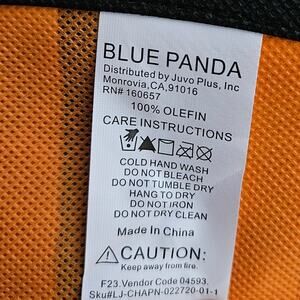 BLUE PANDA
Distributed by Juvo Plus, Inc
Monrovia,CA,91016
RN# 160657
100% OLEFIN
CARE INSTRUCTIONS
COLD HAND WASH
DO NOT BLEACH
DO NOT TUMBLE DRY
HANG TO DRY
DO NOT IRON
DO NOT DRY CLEAN
Made In China
CAUTION:
Keep away from fire.
F23.Vendor Code 04593.
Sku#LJ-CHAPN-022720-01-1